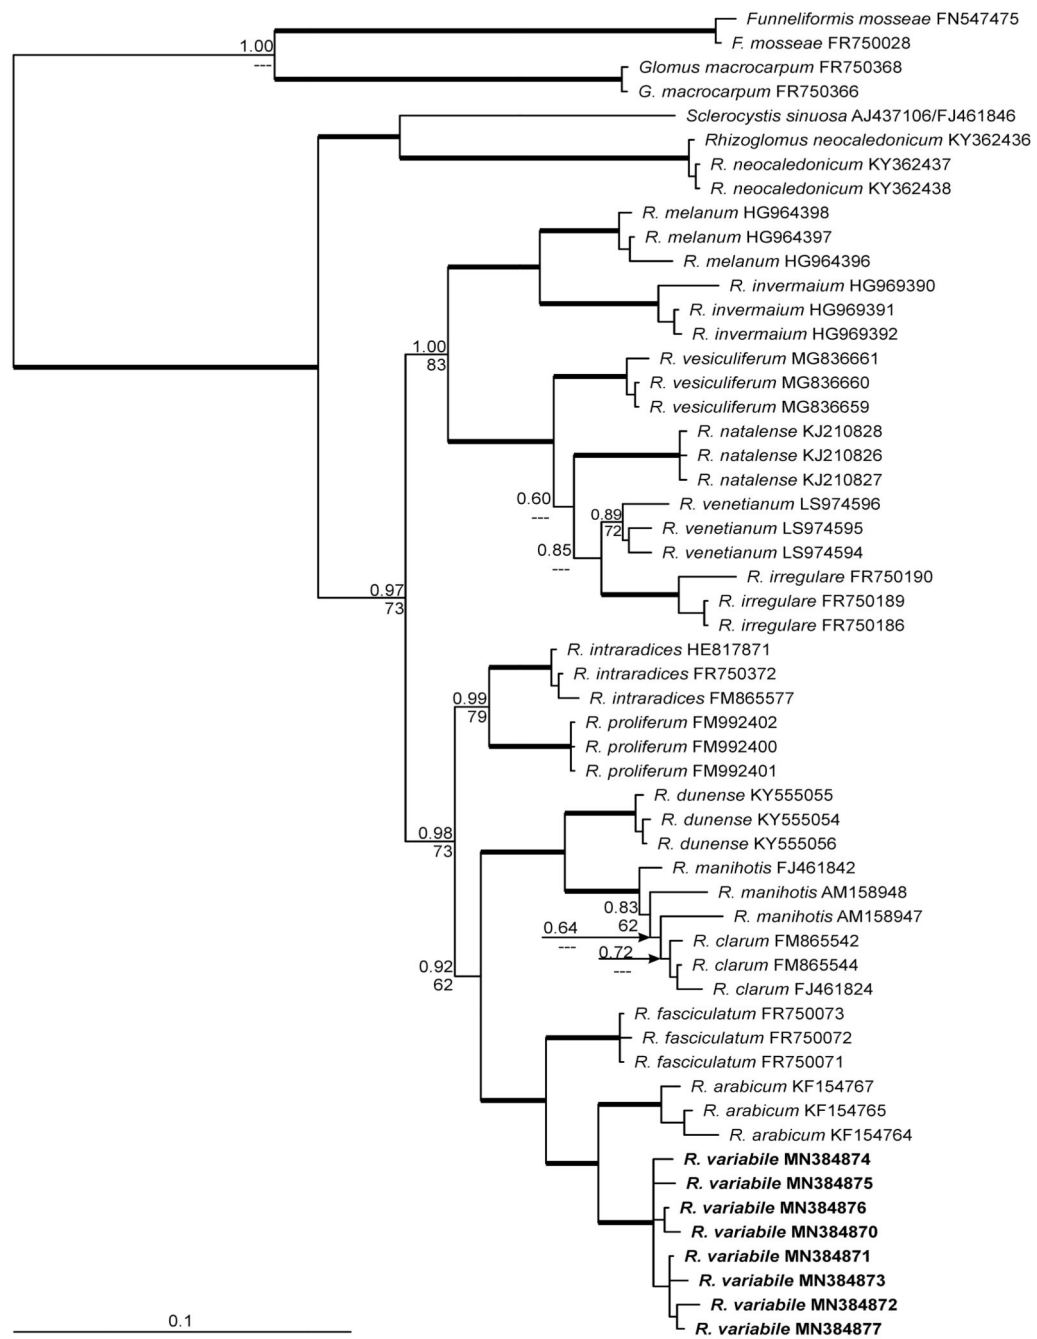 Funneliformis mosseae FN547475
F. mosseae FR750028
1.00
---
Glomus macrocarpum FR750368
G. macrocarpum FR750366
Sclerocystis sinuosa AJ437106/FJ461846
Rhizoglomus neocaledonicum KY362436
R. neocaledonicum KY362437
R. neocaledonicum KY362438
R. melanum HG964398
R. melanum HG964397
R. melanum HG964396
R. invermaium HG969390
R. invermaium HG969391
R. invermaium HG969392
1.00
83
R. vesiculiferum MG836661
R. vesiculiferum MG836660
R. vesiculiferum MG836659
R. natalense KJ210828
R. natalense KJ210826
R. natalense KJ210827
0.60
---
R. venetianum LS974596
0.89
72
R. venetianum LS974595
R. venetianum LS974594
0.85
---
R. irregulare FR750190
0.97
73
R. irregulare FR750189
R. irregulare FR750186
R. intraradices HE817871
R. intraradices FR750372
R. intraradices FM865577
0.99
79
R. proliferum FM992402
R. proliferum FM992400
R. proliferum FM992401
R. dunense KY555055
R. dunense KY555054
R. dunense KY555056
0.98
73
R. manihotis FJ461842
R. manihotis AM158948
0.83
62
R. manihotis AM158947
0.64
---
R. clarum FM865542
0.72
---
R. clarum FM865544
R. clarum FJ461824
0.92
62
R. fasciculatum FR750073
R. fasciculatum FR750072
R. fasciculatum FR750071
R. arabicum KF154767
R. arabicum KF154765
R. arabicum KF154764
R. variabile MN384874
R. variabile MN384875
R. variabile MN384876
R. variabile MN384870
R. variabile MN384871
R. variabile MN384873
R. variabile MN384872
R. variabile MN384877
0.1